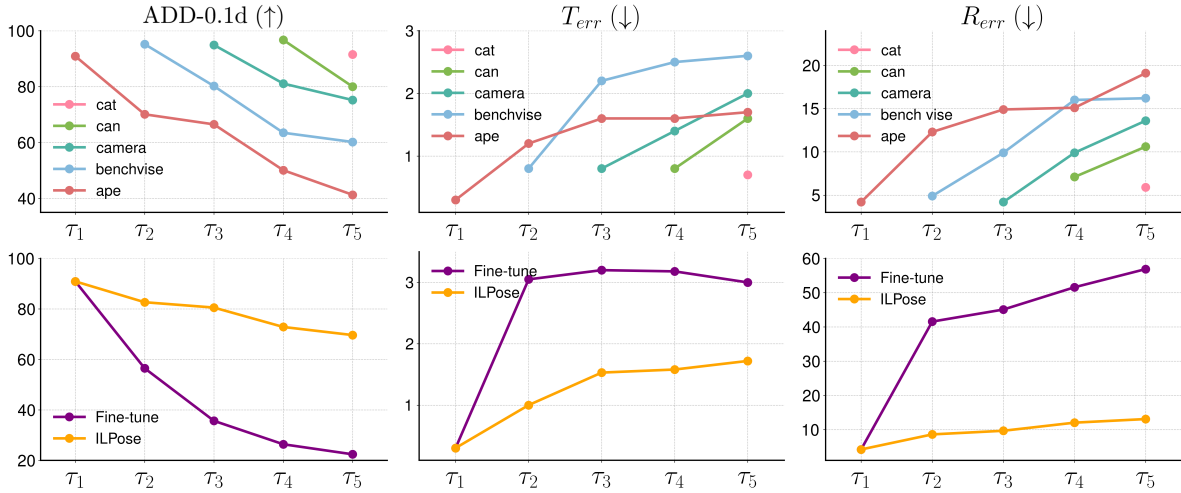 ADD-0.1d (↑)
100
80
60
40
cat
can
camera
benchvise
ape
τ1 τ2 τ3 τ4 τ5
T_err (↓)
3
2
1
cat
can
camera
benchvise
ape
τ1 τ2 τ3 τ4 τ5
R_err (↓)
20
15
10
5
cat
can
camera
bench vise
ape
τ1 τ2 τ3 τ4 τ5
100
80
60
40
20
Fine-tune
ILPose
τ1 τ2 τ3 τ4 τ5
3
2
1
Fine-tune
ILPose
τ1 τ2 τ3 τ4 τ5
60
50
40
30
20
10
Fine-tune
ILPose
τ1 τ2 τ3 τ4 τ5